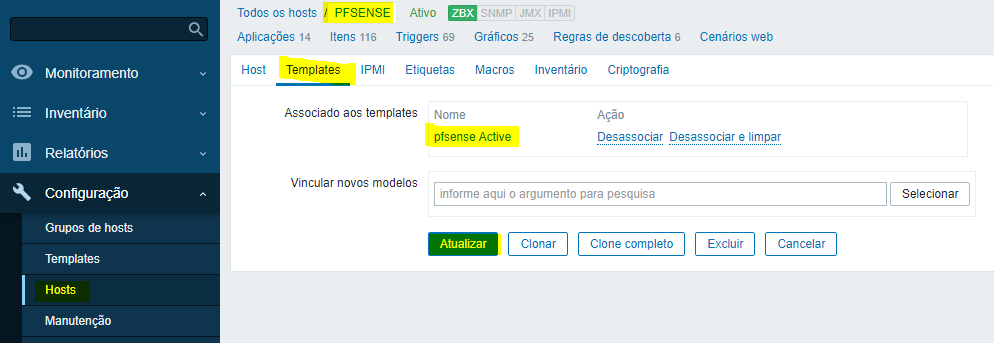 Todos os hosts / PFSENSE Ativo ZBX SNMP JMX IPMI
Aplicações 14 Itens 116 Triggers 69 Gráficos 25 Regras de descoberta 6 Cenários web
Host Templates IPMI Etiquetas Macros Inventário Criptografia
Monitoramento
Inventário
Relatórios
Configuração
Grupos de hosts
Templates
Hosts
Manutenção
Associado aos templates
Nome Ação
pfsense Active Desassociar Desassociar e limpar
Vincular novos modelos informe aqui o argumento para pesquisa Selecionar
Atualizar Clonar Clone completo Excluir Cancelar